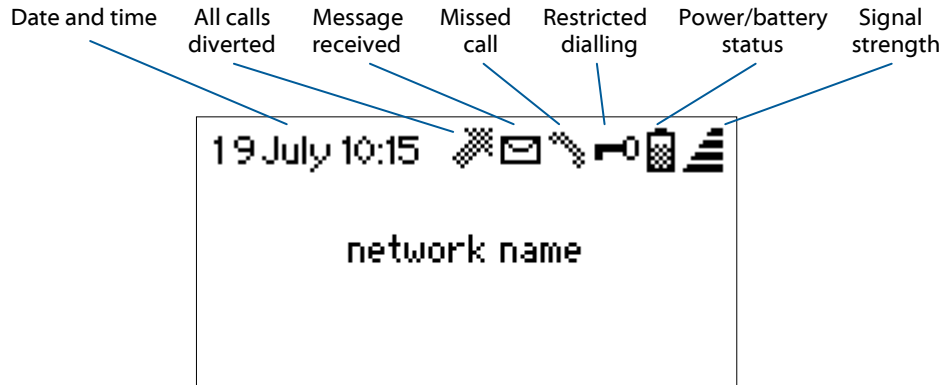 Date and time
All calls
diverted
Message
received
Missed
call
Restricted
dialling
Power/battery
status
Signal
strength
19 July 10:15
network name